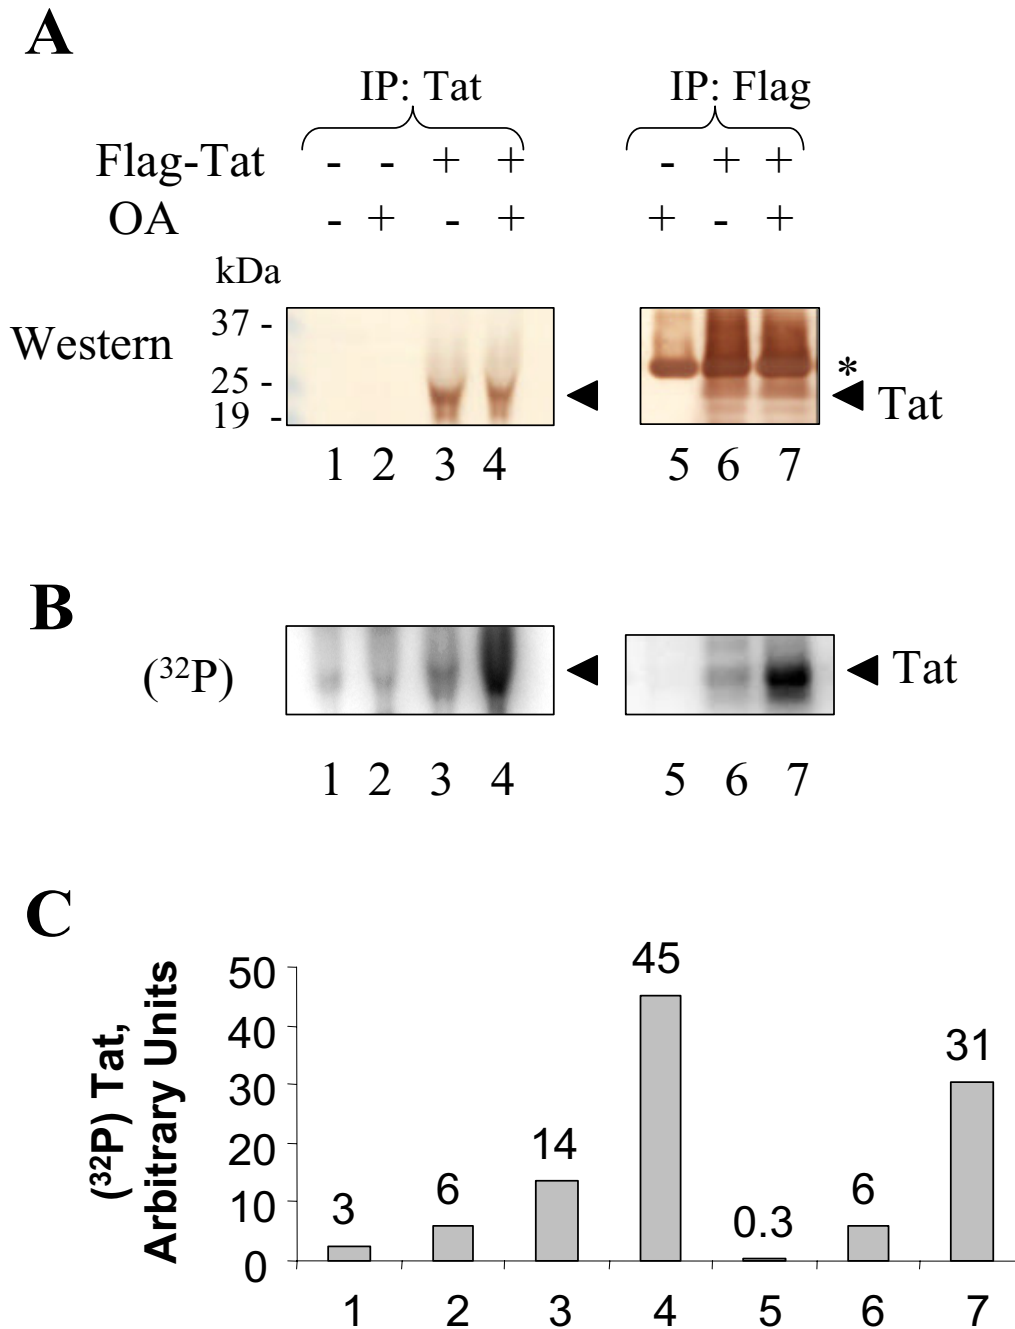 A
IP: Tat IP: Flag
Flag-Tat - - + + - + +
OA - + - + + - +
kDa
Western
37 -
25 -
19 -
*
Tat
1 2 3 4 5 6 7
B
(³²P)
Tat
1 2 3 4 5 6 7
C
(³²P) Tat,
Arbitrary Units
50
40
30
20
10
0
3 6 14 45 0.3 6 31
1 2 3 4 5 6 7